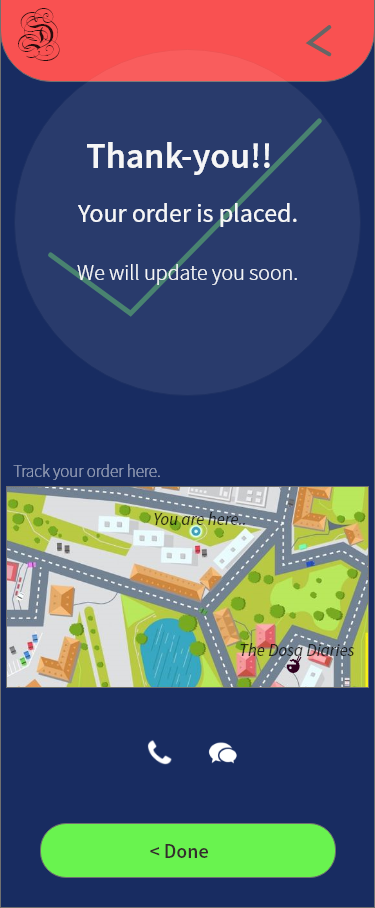 D
Thank-you!!
Your order is placed.
We will update you soon.
Track your order here.
You are here..
The Dosa Diaries
< Done